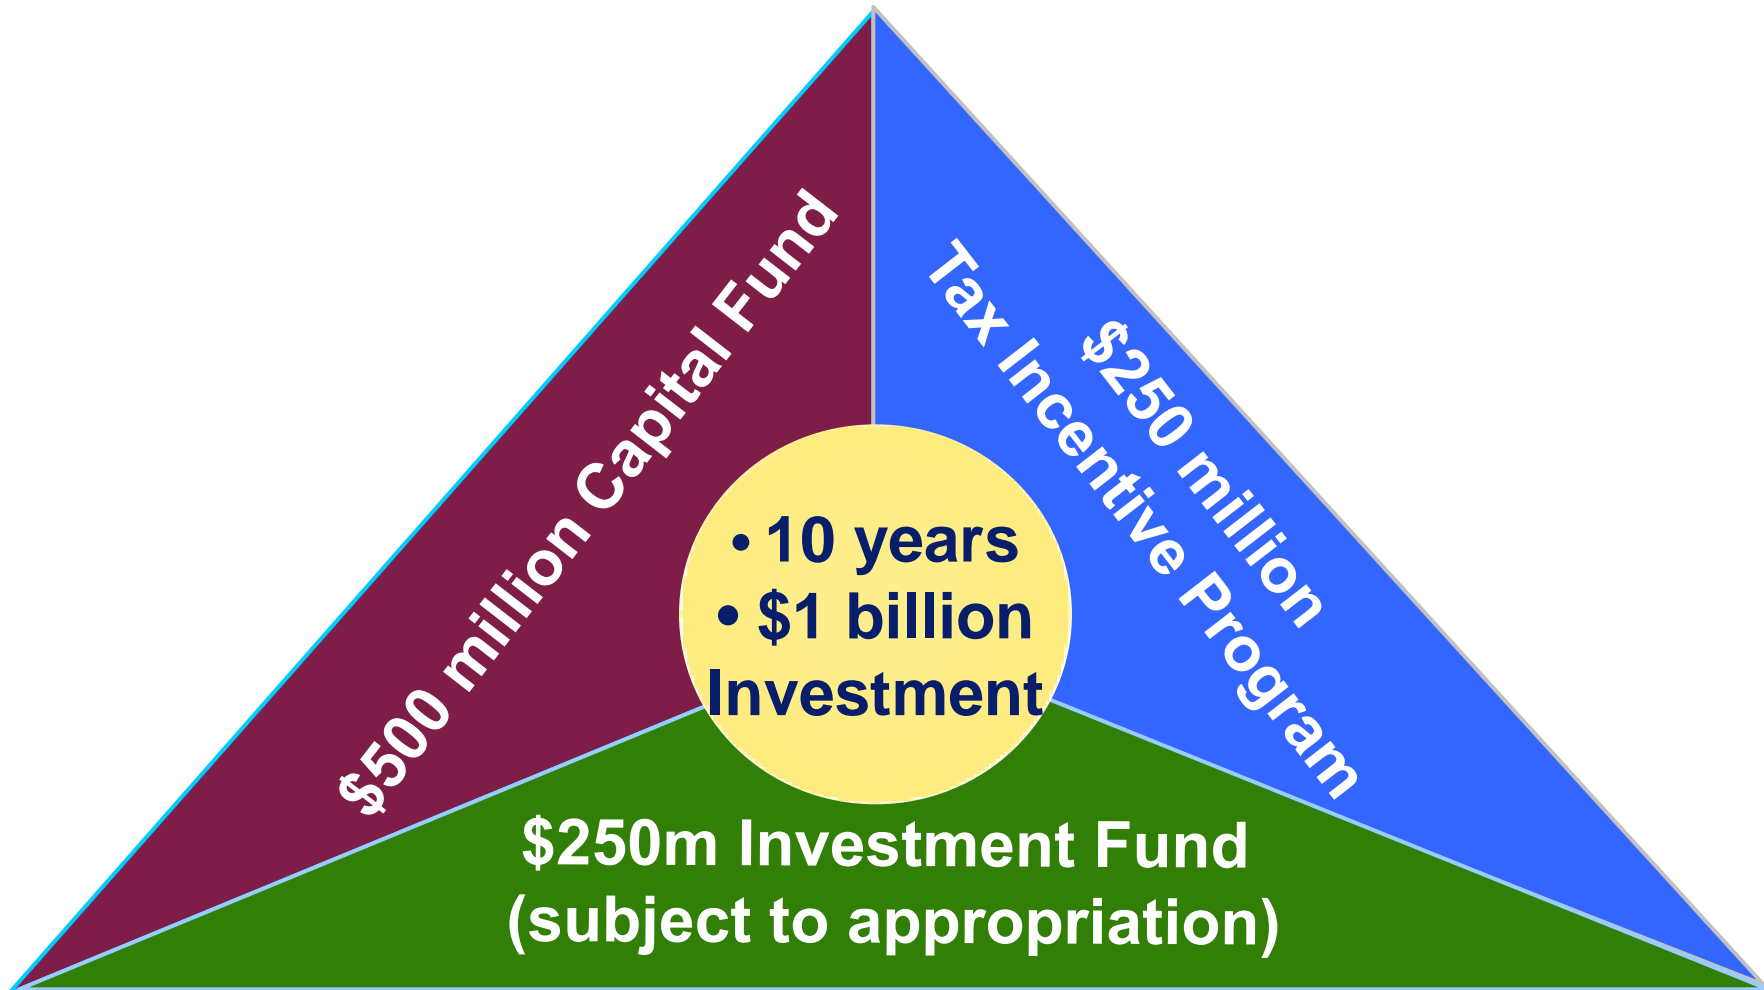 $500 million Capital Fund
$250 million
Tax Incentive Program
• 10 years
• $1 billion
Investment
$250m Investment Fund
(subject to appropriation)